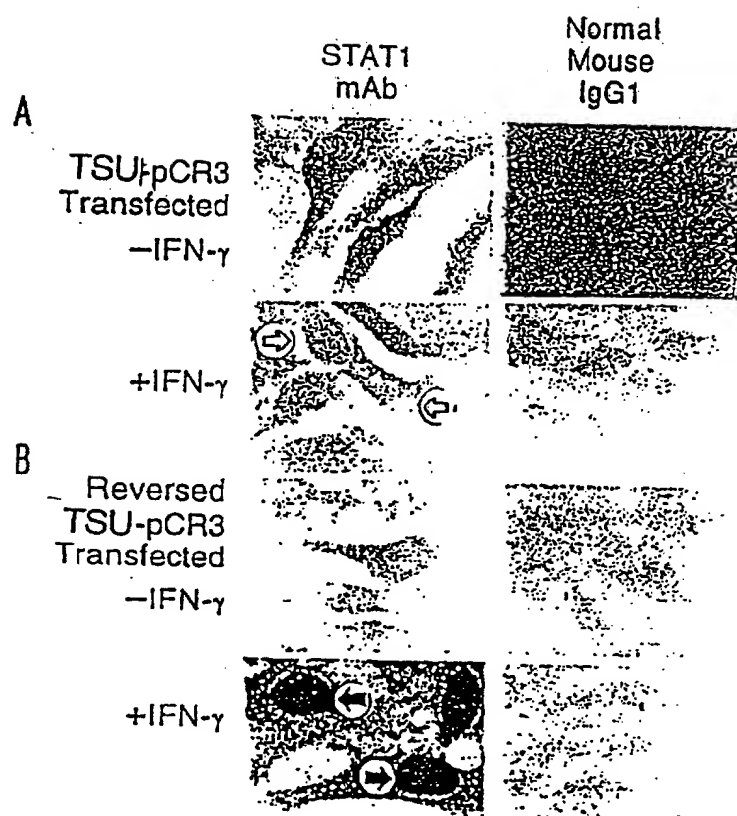 STAT1
mAb
Normal
Mouse
IgG1
A
TSU-pCR3
Transfected
−IFN-γ
+IFN-γ
B
Reversed
TSU-pCR3
Transfected
−IFN-γ
+IFN-γ